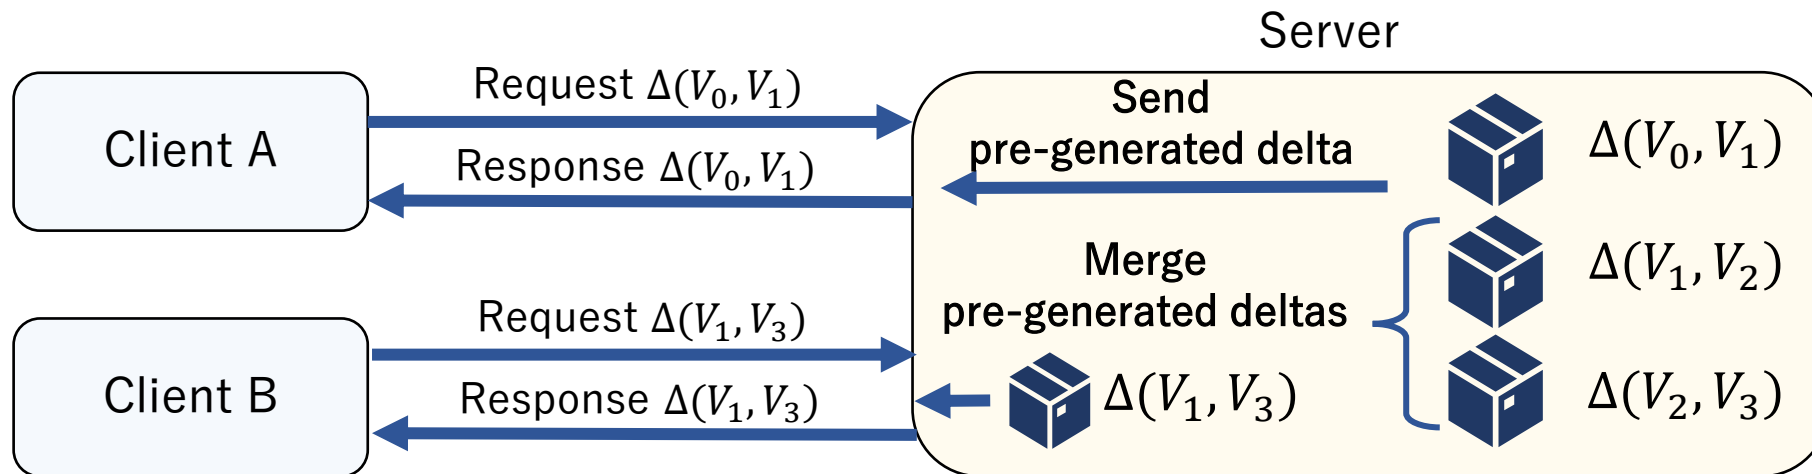 Server
Client A
Request Δ(V₀, V₁)
Response Δ(V₀, V₁)
Send
pre-generated delta
Δ(V₀, V₁)
Merge
pre-generated deltas
Δ(V₁, V₂)
Δ(V₂, V₃)
Client B
Request Δ(V₁, V₃)
Response Δ(V₁, V₃)
Δ(V₁, V₃)